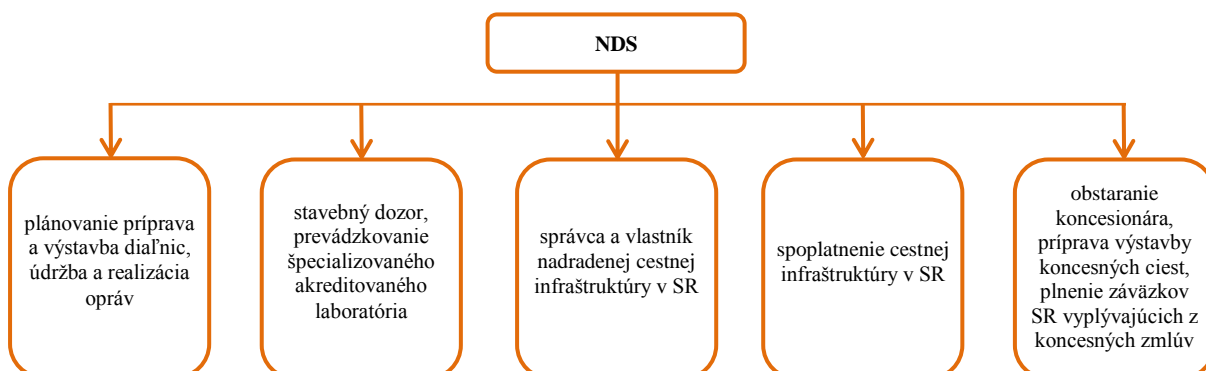 NDS
plánovanie príprava
a výstavba diaľnic,
údržba a realizácia
opráv
stavebný dozor,
prevádzkovanie
špecializovaného
akreditovaného
laboratória
správca a vlastník
nadradenej cestnej
infraštruktúry v SR
spoplatnenie cestnej
infraštruktúry v SR
obstaranie
koncesionára,
príprava výstavby
koncesných ciest,
plnenie záväzkov
SR vyplývajúcich z
koncesných zmlúv